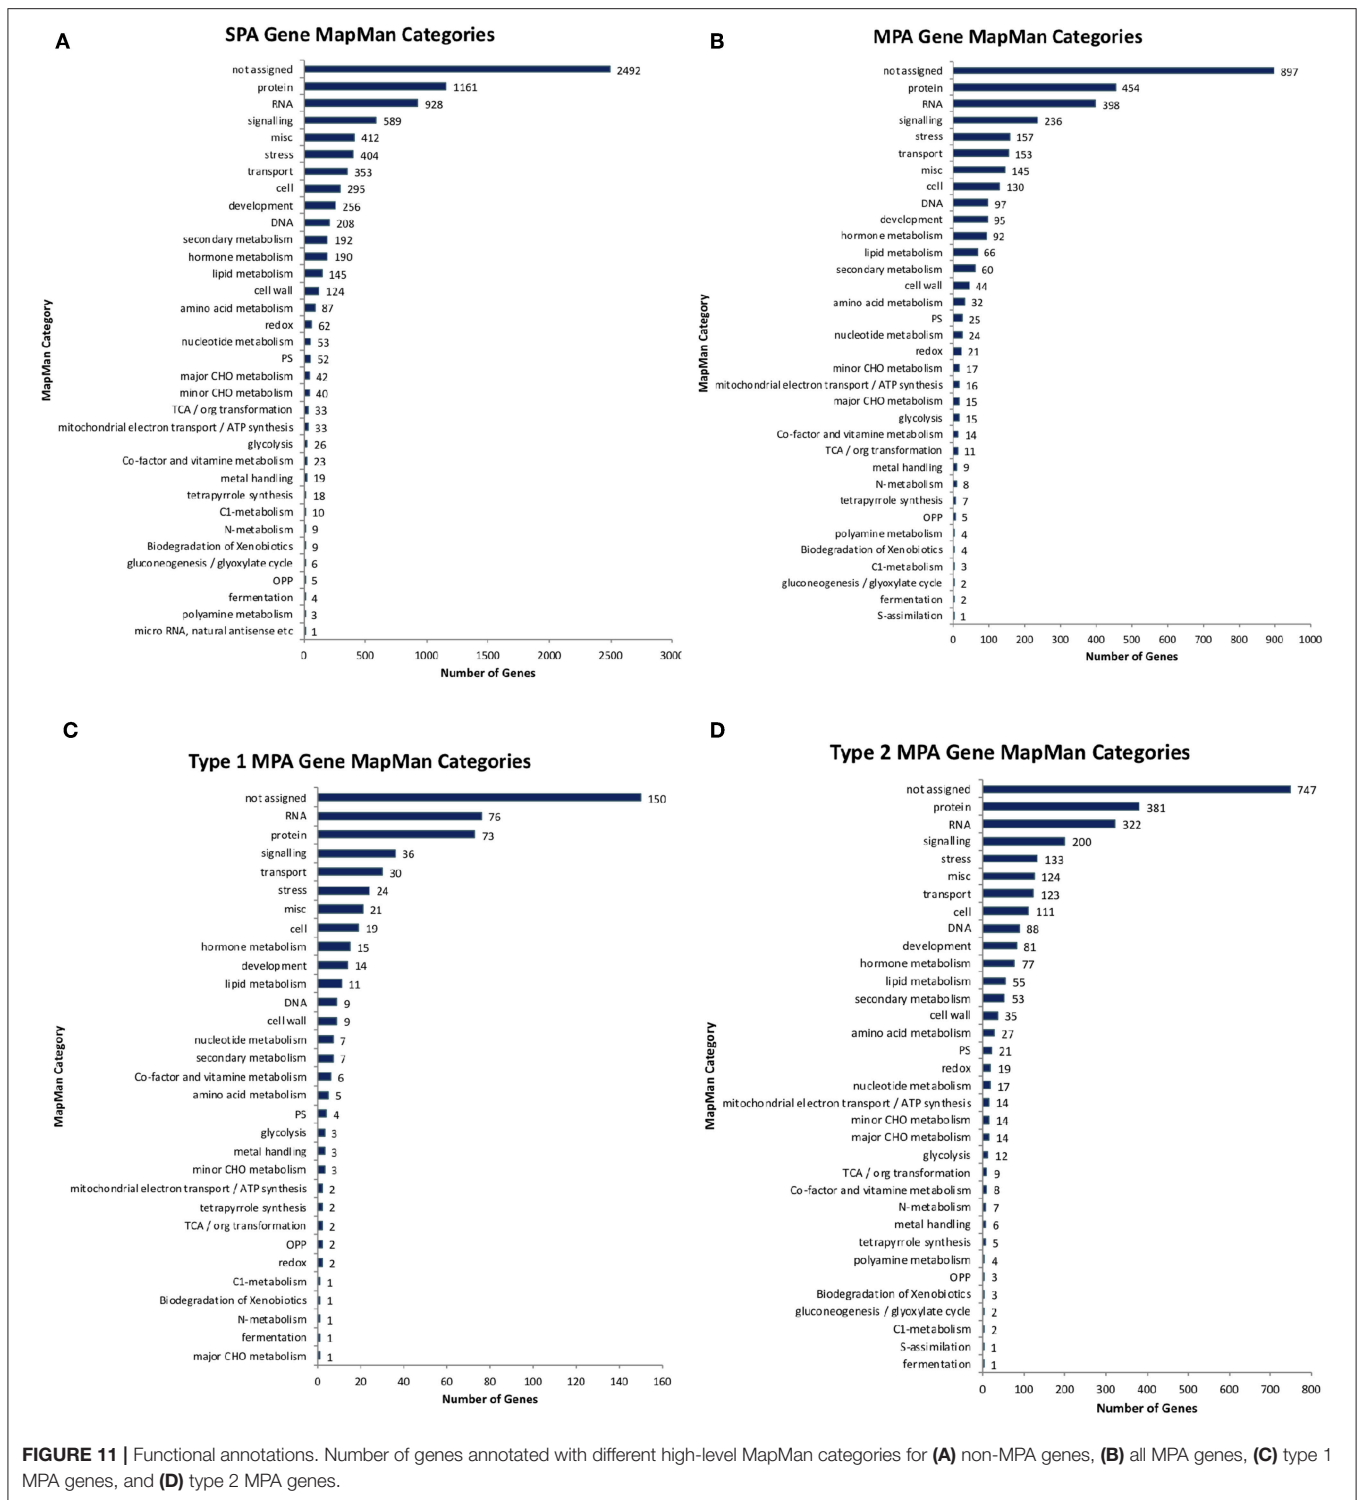 A
SPA Gene MapMan Categories
MapMan Category
not assigned 2492
protein 1161
RNA 928
signalling 589
misc 412
stress 404
transport 353
cell 295
development 256
DNA 208
secondary metabolism 192
hormone metabolism 190
lipid metabolism 145
cell wall 124
amino acid metabolism 87
redox 62
nucleotide metabolism 53
PS 52
major CHO metabolism 42
minor CHO metabolism 40
TCA / org transformation 33
mitochondrial electron transport / ATP synthesis 33
glycolysis 26
Co-factor and vitamine metabolism 23
metal handling 19
tetrapyrrole synthesis 18
C1-metabolism 10
N-metabolism 9
Biodegradation of Xenobiotics 9
gluconeogenesis / glyoxylate cycle 6
OPP 5
fermentation 4
polyamine metabolism 3
micro RNA, natural antisense etc 1
0 500 1000 1500 2000 2500 3000
Number of Genes
B
MPA Gene MapMan Categories
MapMan Category
not assigned 897
protein 454
RNA 398
signalling 236
stress 157
transport 153
misc 145
cell 130
DNA 97
development 95
hormone metabolism 92
lipid metabolism 66
secondary metabolism 60
cell wall 44
amino acid metabolism 32
PS 25
nucleotide metabolism 24
redox 21
minor CHO metabolism 17
mitochondrial electron transport / ATP synthesis 16
major CHO metabolism 15
glycolysis 15
Co-factor and vitamine metabolism 14
TCA / org transformation 11
metal handling 9
N-metabolism 8
tetrapyrrole synthesis 7
OPP 5
polyamine metabolism 4
Biodegradation of Xenobiotics 4
C1-metabolism 3
gluconeogenesis / glyoxylate cycle 2
fermentation 2
S-assimilation 1
0 100 200 300 400 500 600 700 800 900 1000
Number of Genes
C
Type 1 MPA Gene MapMan Categories
MapMan Category
not assigned 150
RNA 76
protein 73
signalling 36
transport 30
stress 24
misc 21
cell 19
hormone metabolism 15
development 14
lipid metabolism 11
DNA 9
cell wall 9
nucleotide metabolism 7
secondary metabolism 7
Co-factor and vitamine metabolism 6
amino acid metabolism 5
PS 4
glycolysis 3
metal handling 3
minor CHO metabolism 3
mitochondrial electron transport / ATP synthesis 2
tetrapyrrole synthesis 2
TCA / org transformation 2
OPP 2
redox 2
C1-metabolism 1
Biodegradation of Xenobiotics 1
N-metabolism 1
fermentation 1
major CHO metabolism 1
0 20 40 60 80 100 120 140 160
Number of Genes
D
Type 2 MPA Gene MapMan Categories
MapMan Category
not assigned 747
protein 381
RNA 322
signalling 200
stress 133
misc 124
transport 123
cell 111
DNA 88
development 81
hormone metabolism 77
lipid metabolism 55
secondary metabolism 53
cell wall 35
amino acid metabolism 27
PS 21
redox 19
nucleotide metabolism 17
mitochondrial electron transport / ATP synthesis 14
minor CHO metabolism 14
major CHO metabolism 14
glycolysis 12
TCA / org transformation 9
Co-factor and vitamine metabolism 8
N-metabolism 7
metal handling 6
tetrapyrrole synthesis 5
polyamine metabolism 4
OPP 3
Biodegradation of Xenobiotics 3
gluconeogenesis / glyoxylate cycle 2
C1-metabolism 2
S-assimilation 1
fermentation 1
0 100 200 300 400 500 600 700 800
Number of Genes
FIGURE 11 | Functional annotations. Number of genes annotated with different high-level MapMan categories for (A) non-MPA genes, (B) all MPA genes, (C) type 1
MPA genes, and (D) type 2 MPA genes.